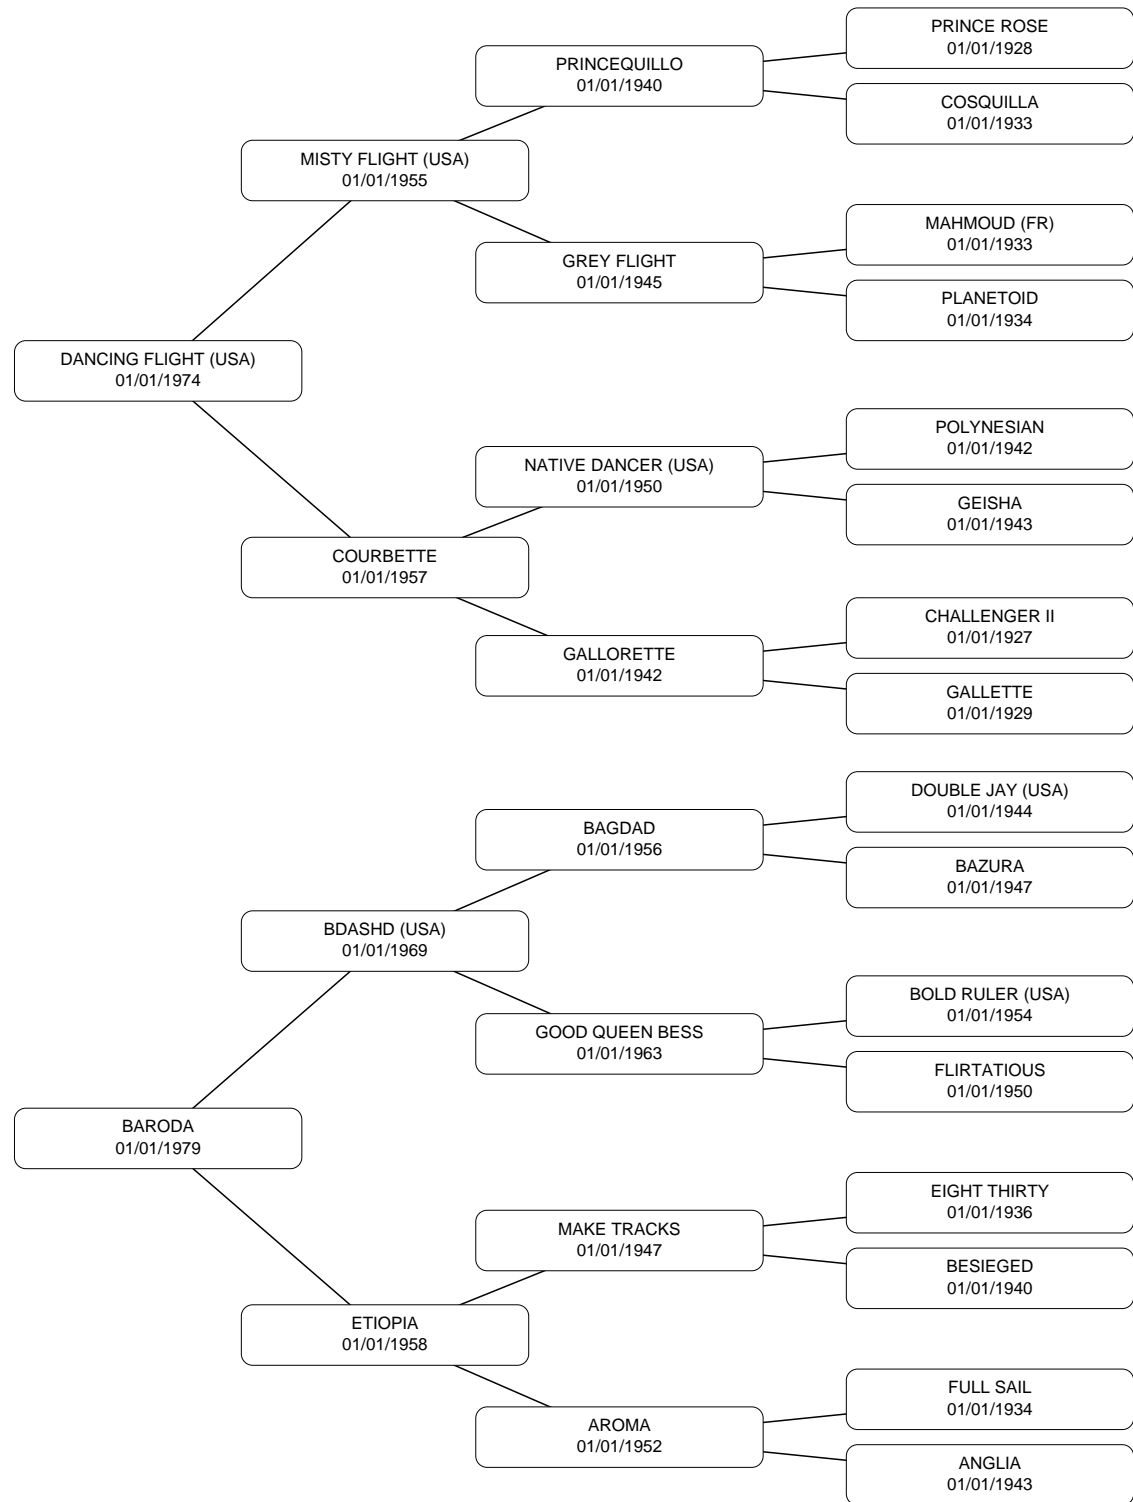 PRINCE ROSE
01/01/1928
PRINCEQUILLO
01/01/1940
COSQUILLA
01/01/1933
MISTY FLIGHT (USA)
01/01/1955
MAHMOUD (FR)
01/01/1933
GREY FLIGHT
01/01/1945
PLANETOID
01/01/1934
DANCING FLIGHT (USA)
01/01/1974
POLYNESIAN
01/01/1942
NATIVE DANCER (USA)
01/01/1950
GEISHA
01/01/1943
COURBETTE
01/01/1957
CHALLENGER II
01/01/1927
GALLORETTE
01/01/1942
GALLETTE
01/01/1929
DOUBLE JAY (USA)
01/01/1944
BAGDAD
01/01/1956
BAZURA
01/01/1947
BDASHD (USA)
01/01/1969
BOLD RULER (USA)
01/01/1954
GOOD QUEEN BESS
01/01/1963
FLIRTATIOUS
01/01/1950
BARODA
01/01/1979
EIGHT THIRTY
01/01/1936
MAKE TRACKS
01/01/1947
BESIEGED
01/01/1940
ETIOPIA
01/01/1958
FULL SAIL
01/01/1934
AROMA
01/01/1952
ANGLIA
01/01/1943